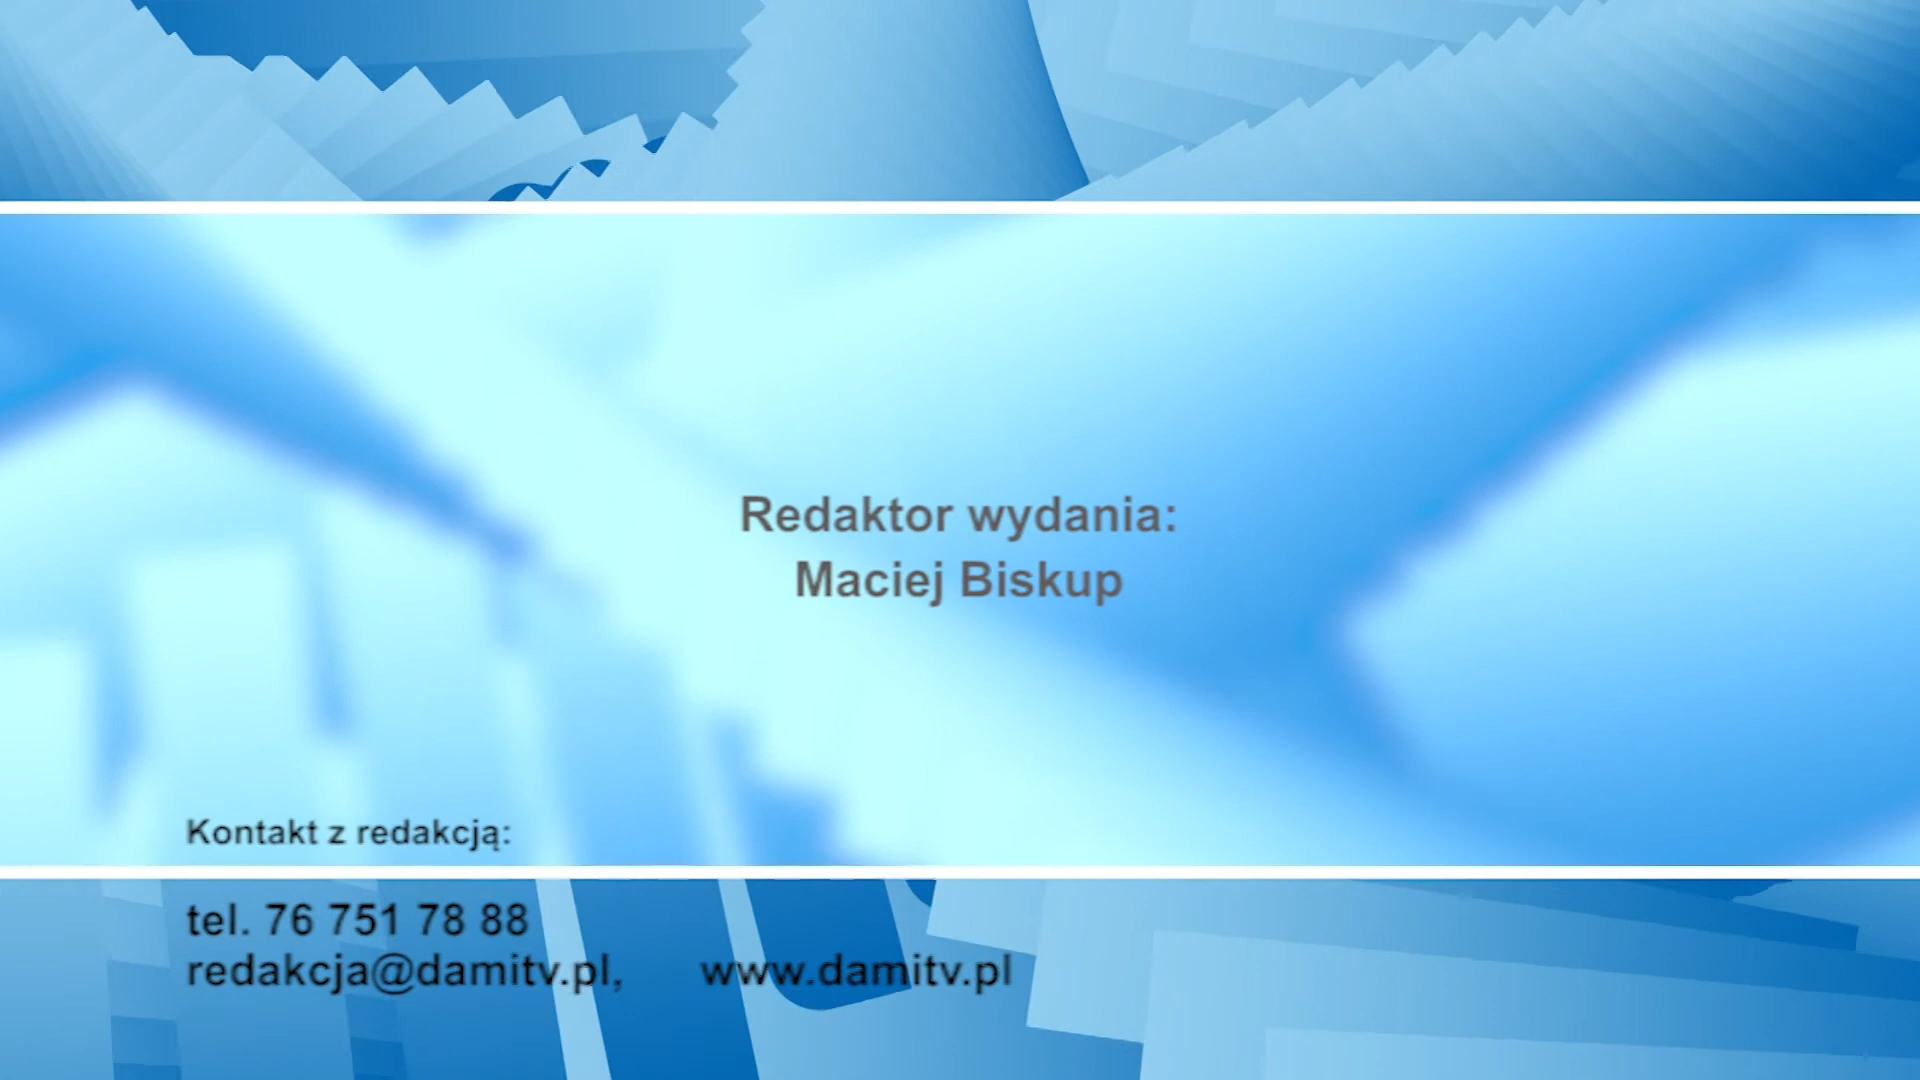 Redaktor wydania:
Maciej Biskup
Kontakt z redakcją:
tel. 76 751 78 88
redakcja@damitv.pl, www.damitv.pl